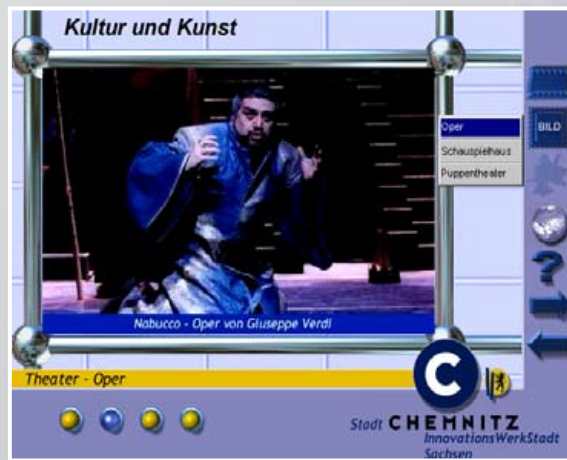 Kultur und Kunst
Oper
Schauspielhaus
Puppentheater
BILD
?
Nabucco - Oper von Giuseppe Verdi
Theater - Oper
C
Stadt CHEMNITZ
InnovationsWerkStadt
Sachsen